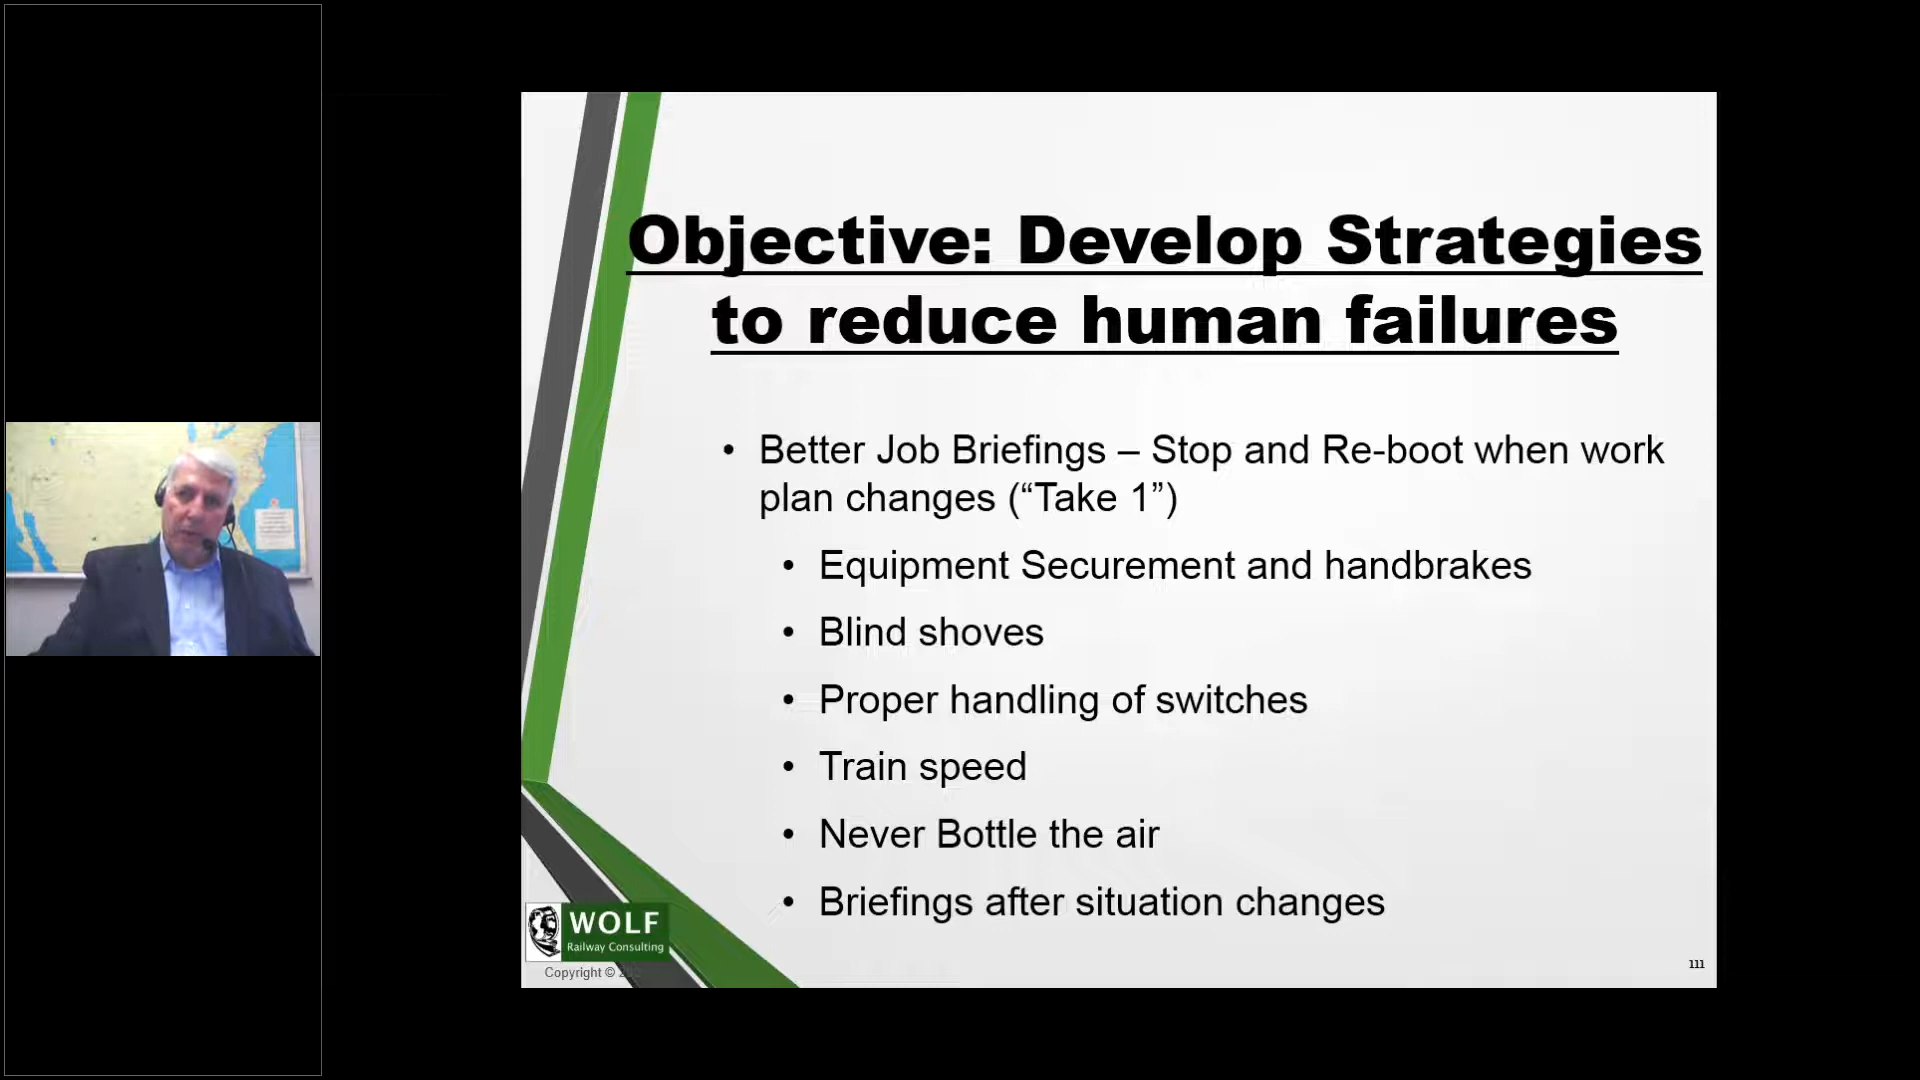 Objective: Develop Strategies
to reduce human failures
• Better Job Briefings – Stop and Re-boot when work
plan changes (“Take 1”)
• Equipment Securement and handbrakes
• Blind shoves
• Proper handling of switches
• Train speed
• Never Bottle the air
• Briefings after situation changes
WOLF
Railway Consulting
Copyright ©
111